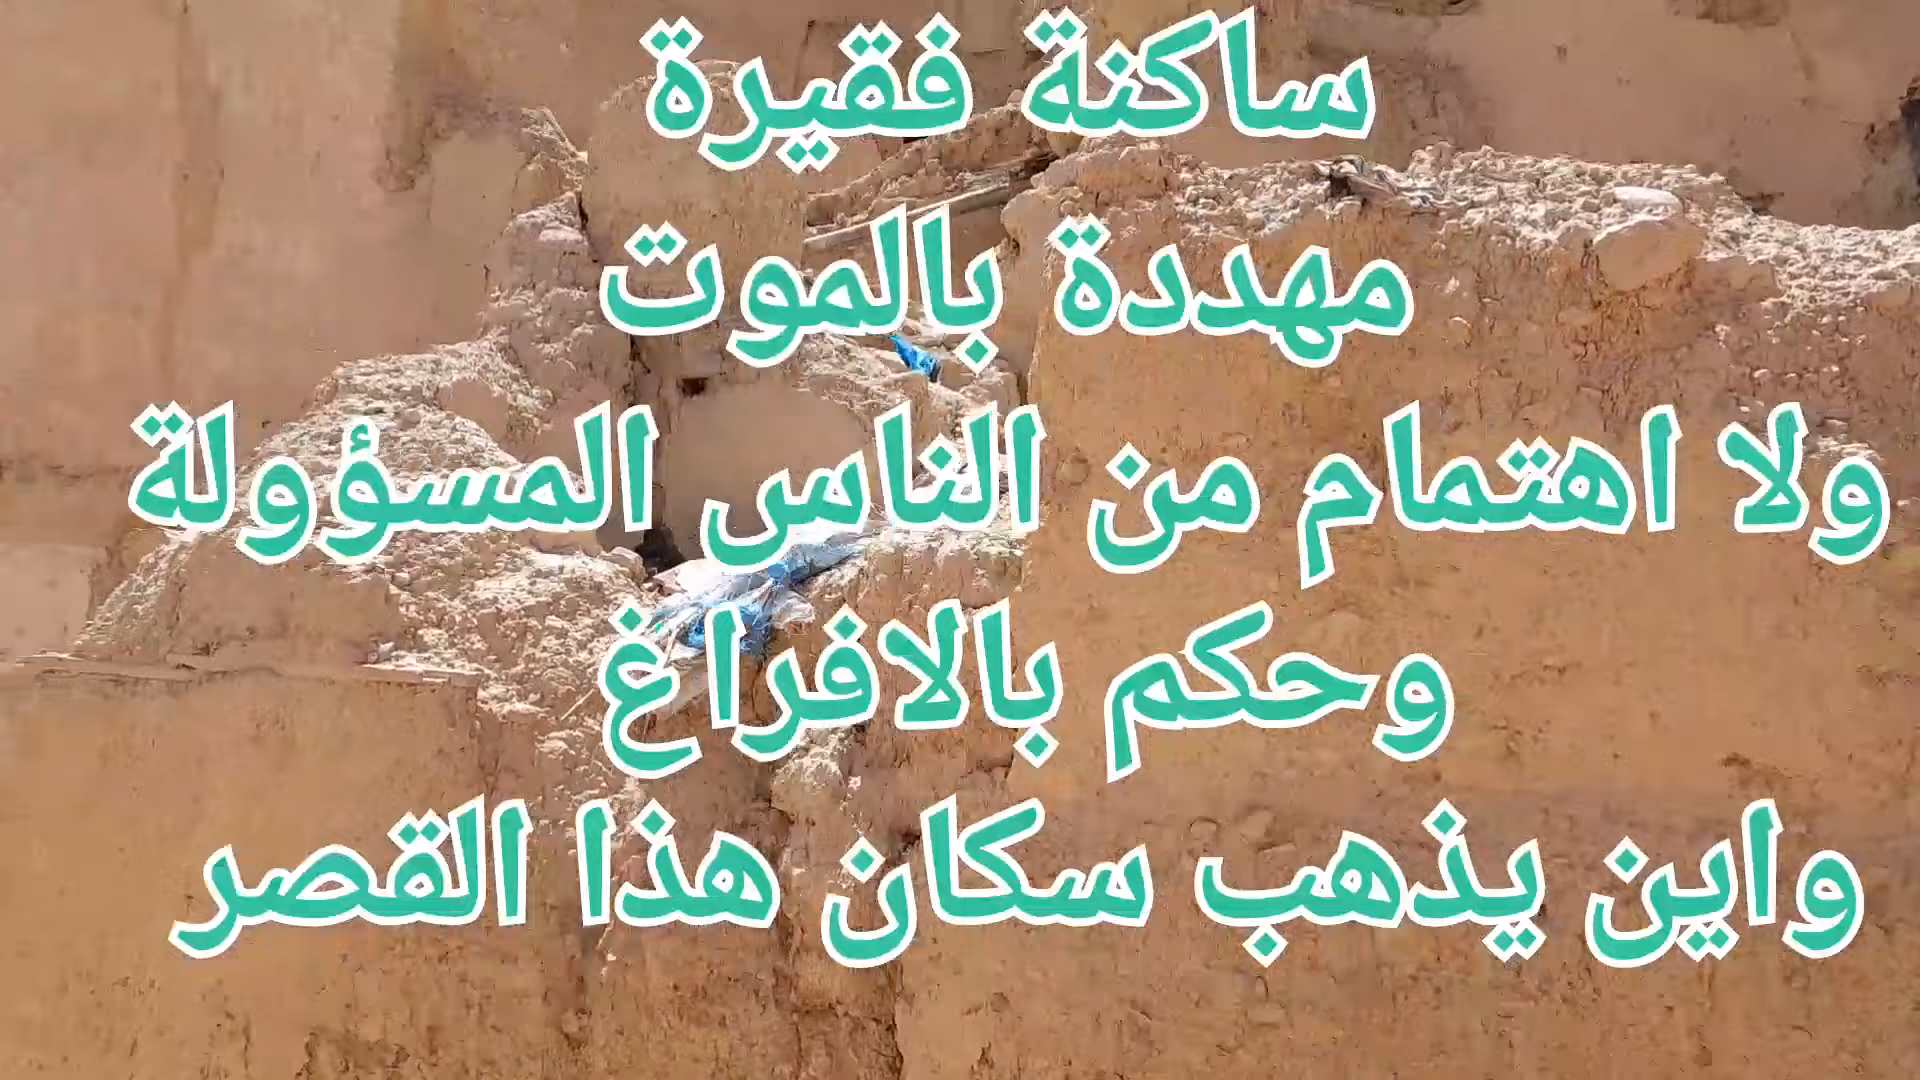 ساكنة فقيرة
مهددة بالموت
ولا اهتمام من الناس المسؤولة
وحكم بالافراغ
واين يذهب سكان هذا القصر